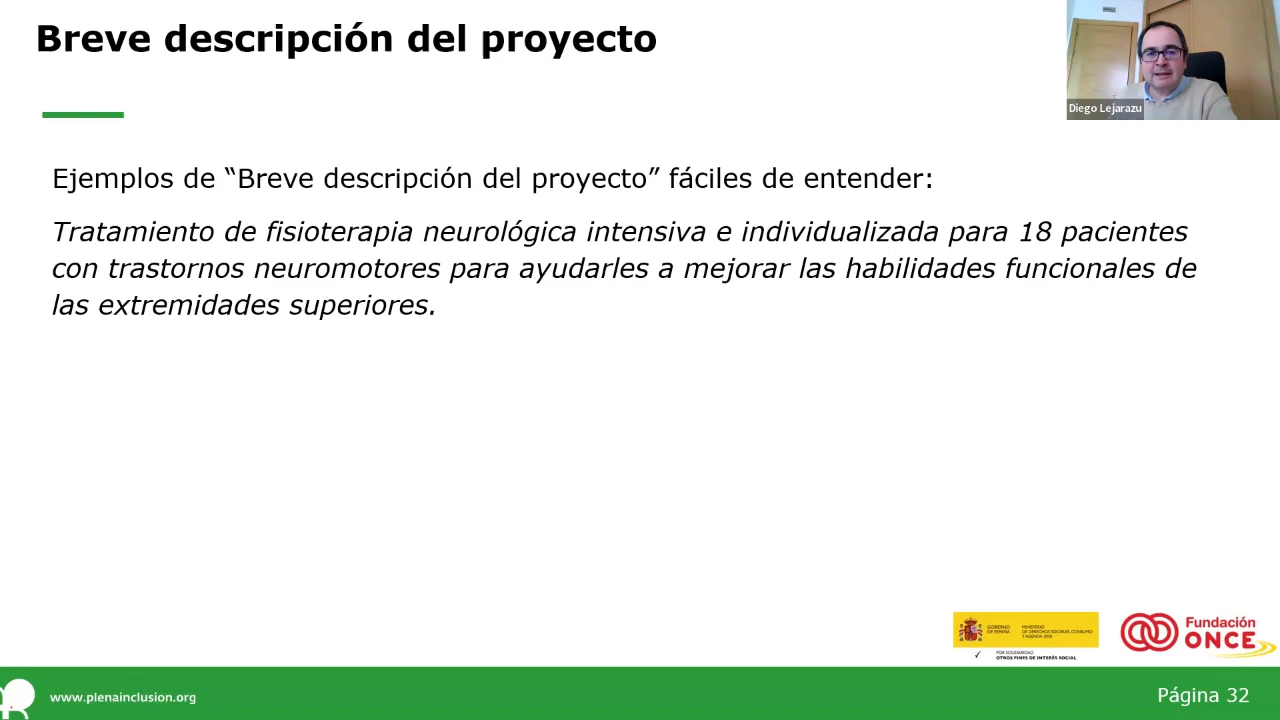 Breve descripción del proyecto
Diego Lejarazu
Ejemplos de “Breve descripción del proyecto” fáciles de entender:
Tratamiento de fisioterapia neurológica intensiva e individualizada para 18 pacientes
con trastornos neuromotores para ayudarles a mejorar las habilidades funcionales de
las extremidades superiores.
GOBIERNO
DE ESPAÑA
MINISTERIO
DE DERECHOS SOCIALES, CONSUMO
Y AGENDA 2030
POR SOLIDARIDAD
OTROS FINES DE INTERÉS SOCIAL
Fundación
ONCE
www.plenainclusion.org
Página 32